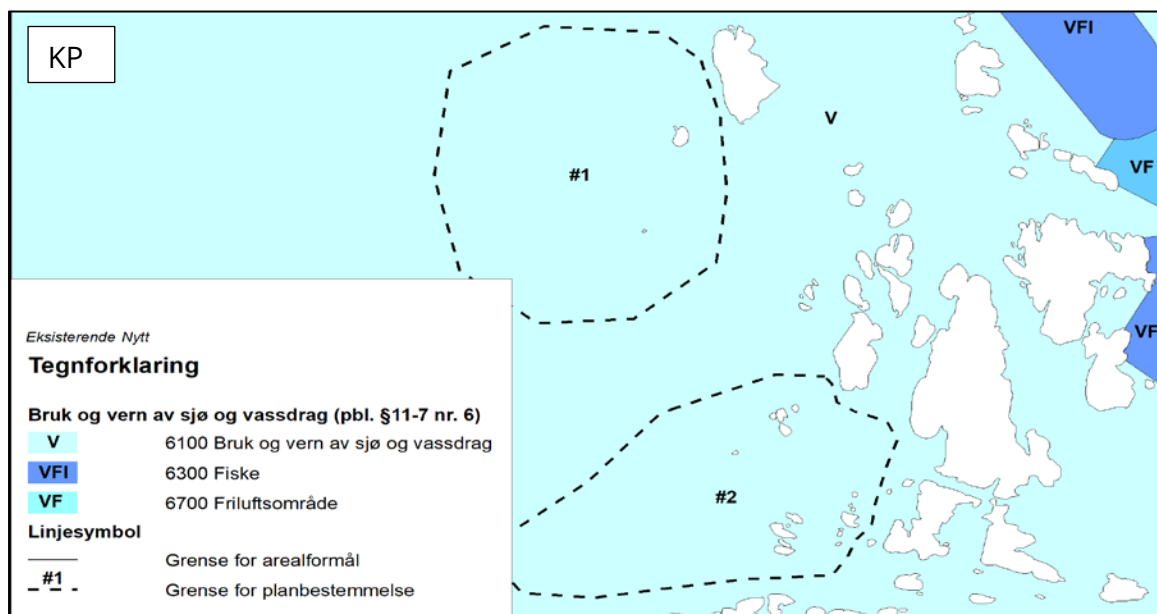 KP
VFI
V
VF
#1
VF
#2
Eksisterende Nytt
Tegnforklaring
Bruk og vern av sjø og vassdrag (pbl. §11-7 nr. 6)
V 6100 Bruk og vern av sjø og vassdrag
VFI 6300 Fiske
VF 6700 Friluftsområde
Linjesymbol
Grense for arealformål
#1 Grense for planbestemmelse